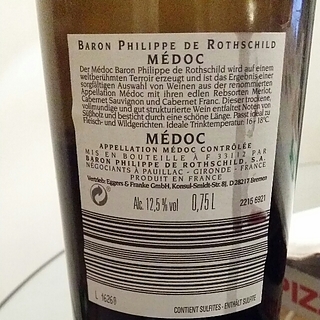 BARON PHILIPPE DE ROTHSCHILD
MÉDOC
Der Médoc Baron Philippe de Rothschild wird auf einem
weltberühmten Terroir erzeugt und ist das Ergebnis einer
sorgfältigen Auswahl von Weinen aus der renommierten
Appellation Médoc mit ihren edlen Rebsorten Merlot,
Cabernet Sauvignon und Cabernet Franc. Dieser trockene,
vollmundige und gut strukturierte Wein entfaltet Noten von
Süßholz und besticht durch eine schöne Länge. Passt ideal zu
Fleisch- und Wildgerichten. Ideale Trinktemperatur: 16 - 18°C.
MÉDOC
APPELLATION MÉDOC CONTRÔLÉE
MIS EN BOUTEILLE À F 33112 PAR
BARON PHILIPPE DE ROTHSCHILD, S.A.
NÉGOCIANTS À PAUILLAC - GIRONDE - FRANCE
PRODUIT EN FRANCE
Vertrieb: Eggers & Franke GmbH, Konsul-Smidt-Str. 8J, D 28217 Bremen
Alc. 12,5 % vol 0,75 L
2215 6921
L 16260
CONTIENT SULFITES - ENTHÄLT SULFITE
PIZ